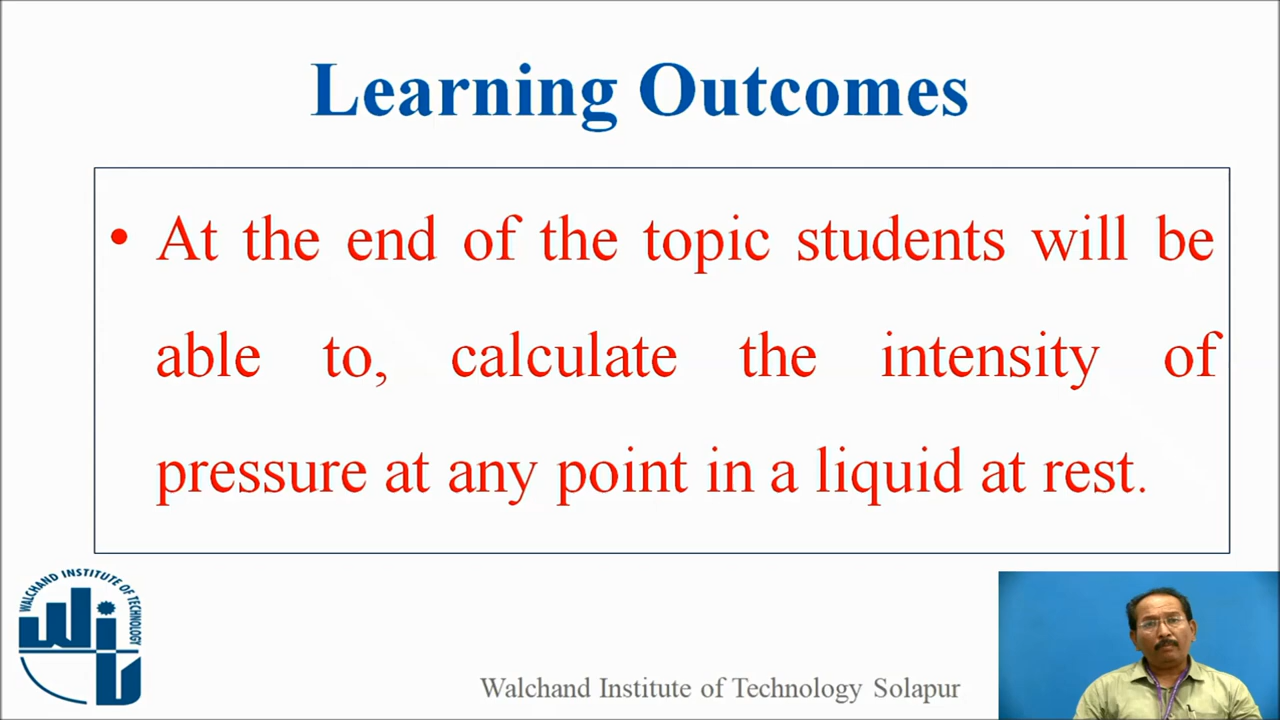 Learning Outcomes
• At the end of the topic students will be
able to, calculate the intensity of
pressure at any point in a liquid at rest.
WALCHAND INSTITUTE OF TECHNOLOGY
WIT
Walchand Institute of Technology Solapur